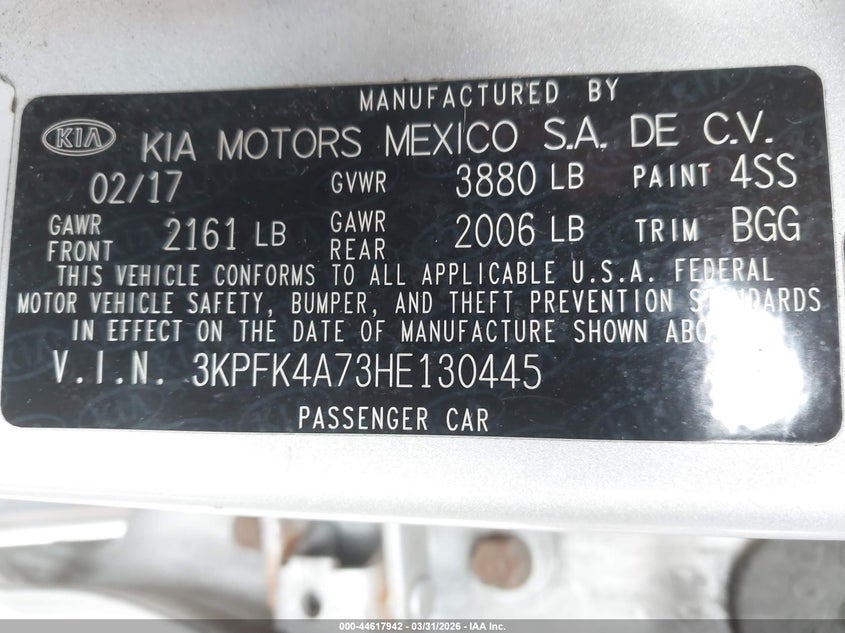 MANUFACTURED BY
KIA KIA MOTORS MEXICO S.A. DE C.V.
02/17 GVWR 3880 LB PAINT 4SS
GAWR FRONT 2161 LB GAWR REAR 2006 LB TRIM BGG
THIS VEHICLE CONFORMS TO ALL APPLICABLE U.S.A. FEDERAL
MOTOR VEHICLE SAFETY, BUMPER, AND THEFT PREVENTION STANDARDS
IN EFFECT ON THE DATE OF MANUFACTURE SHOWN
V.I.N. 3KPFK4A73HE130445
PASSENGER CAR
000-44617942 - 03/31/2026 - IAA Inc.